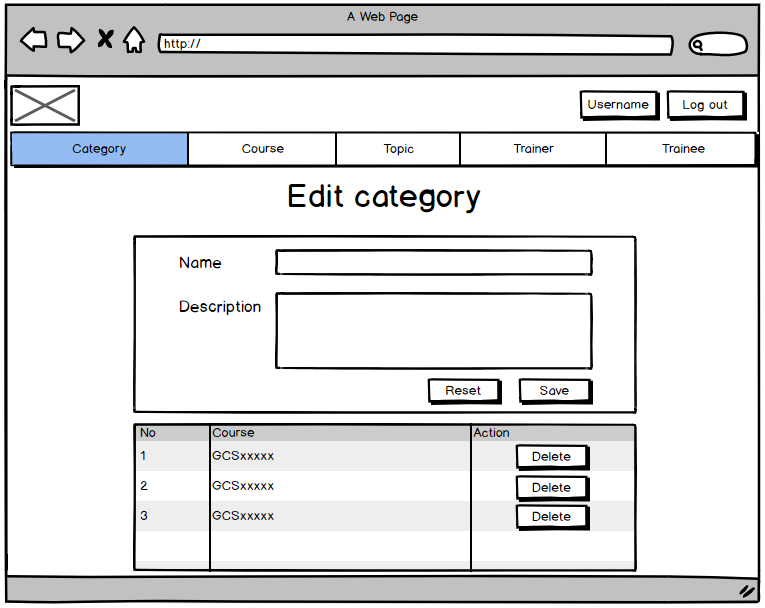 A Web Page
http://
Username Log out
Category Course Topic Trainer Trainee
Edit category
Name
Description
Reset Save
No Course Action
1 GCSxxxxx Delete
2 GCSxxxxx Delete
3 GCSxxxxx Delete